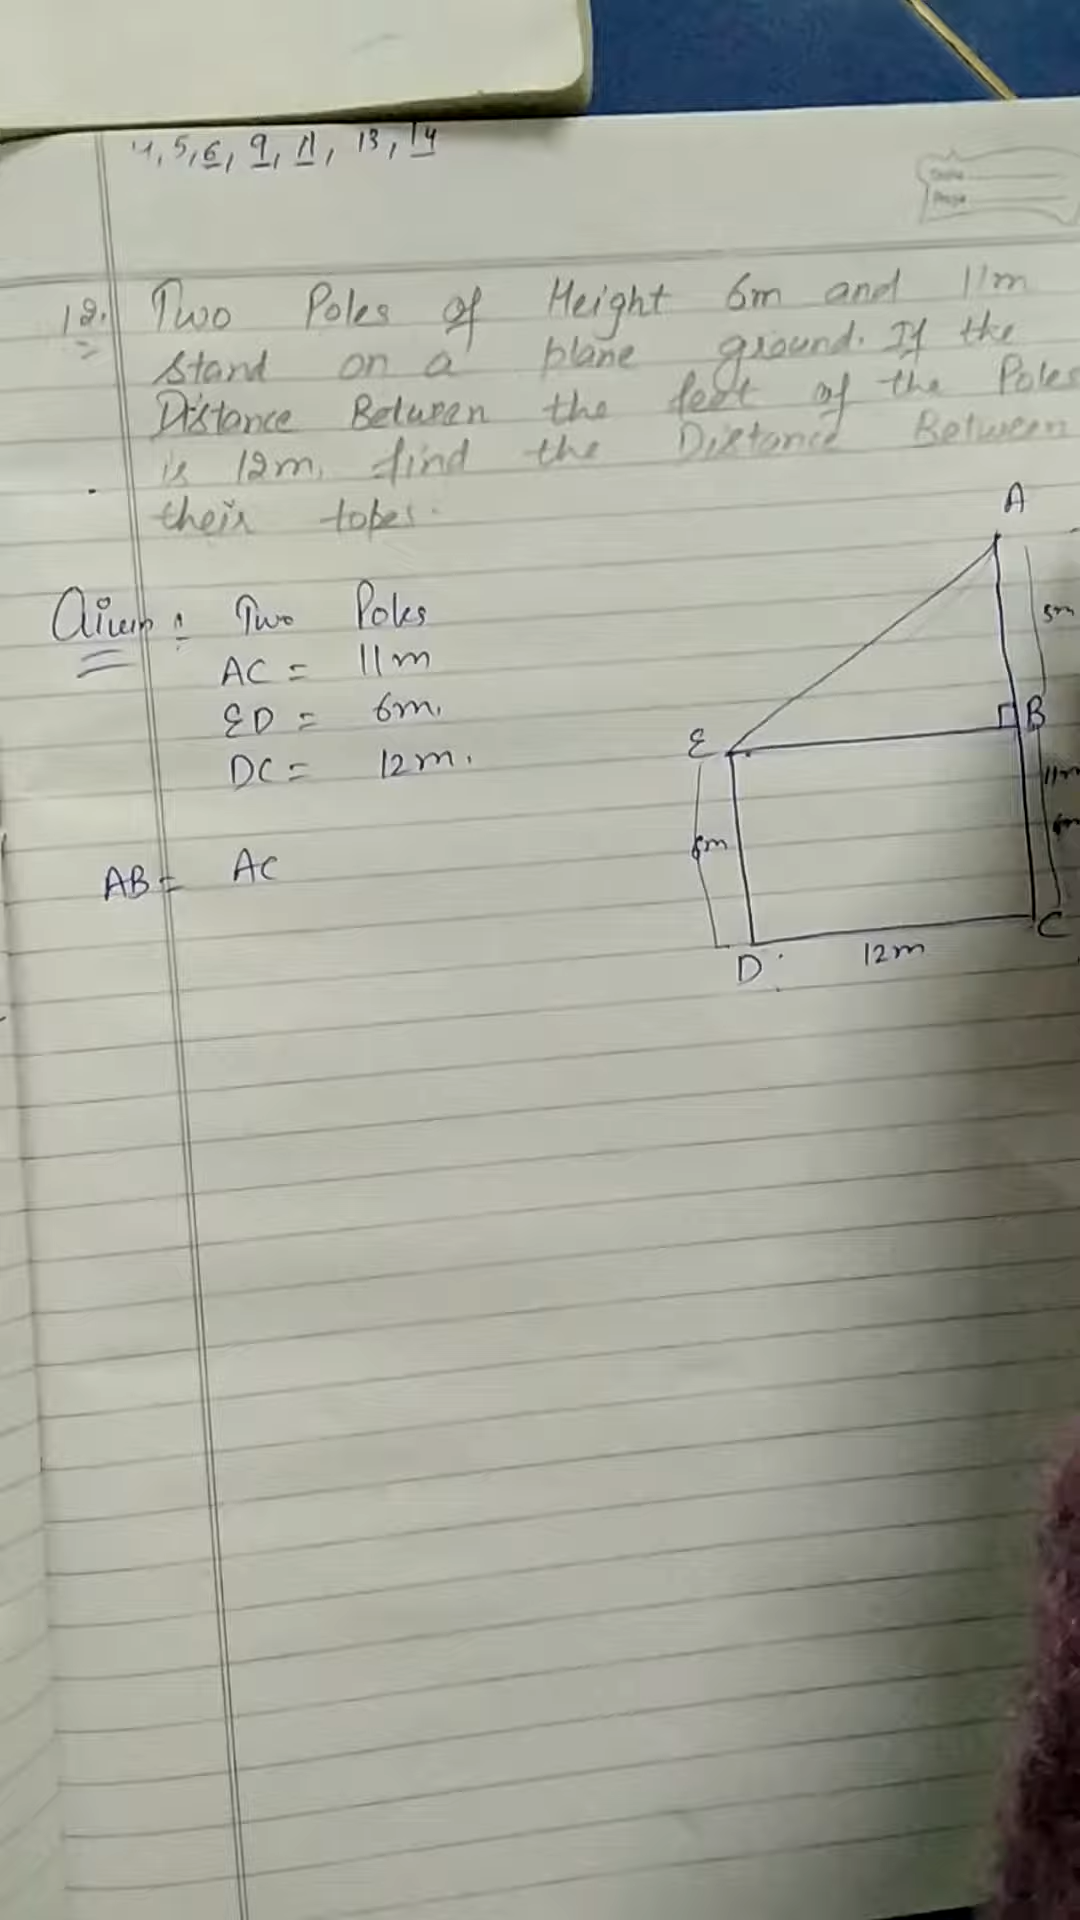 4, 5, 6, 9, 11, 13, 14
Date
Page
12. Two Poles of Height 6m and 11m
stand on a plane ground. If the
Distance Between the feet of the Poles
is 12m, find the Distance Between
their topes.
Given: Two Poles
AC = 11m
ED = 6m.
DC = 12m.
AB = AC
A
5m
E
B
11m
6m
6m
D
12m
C